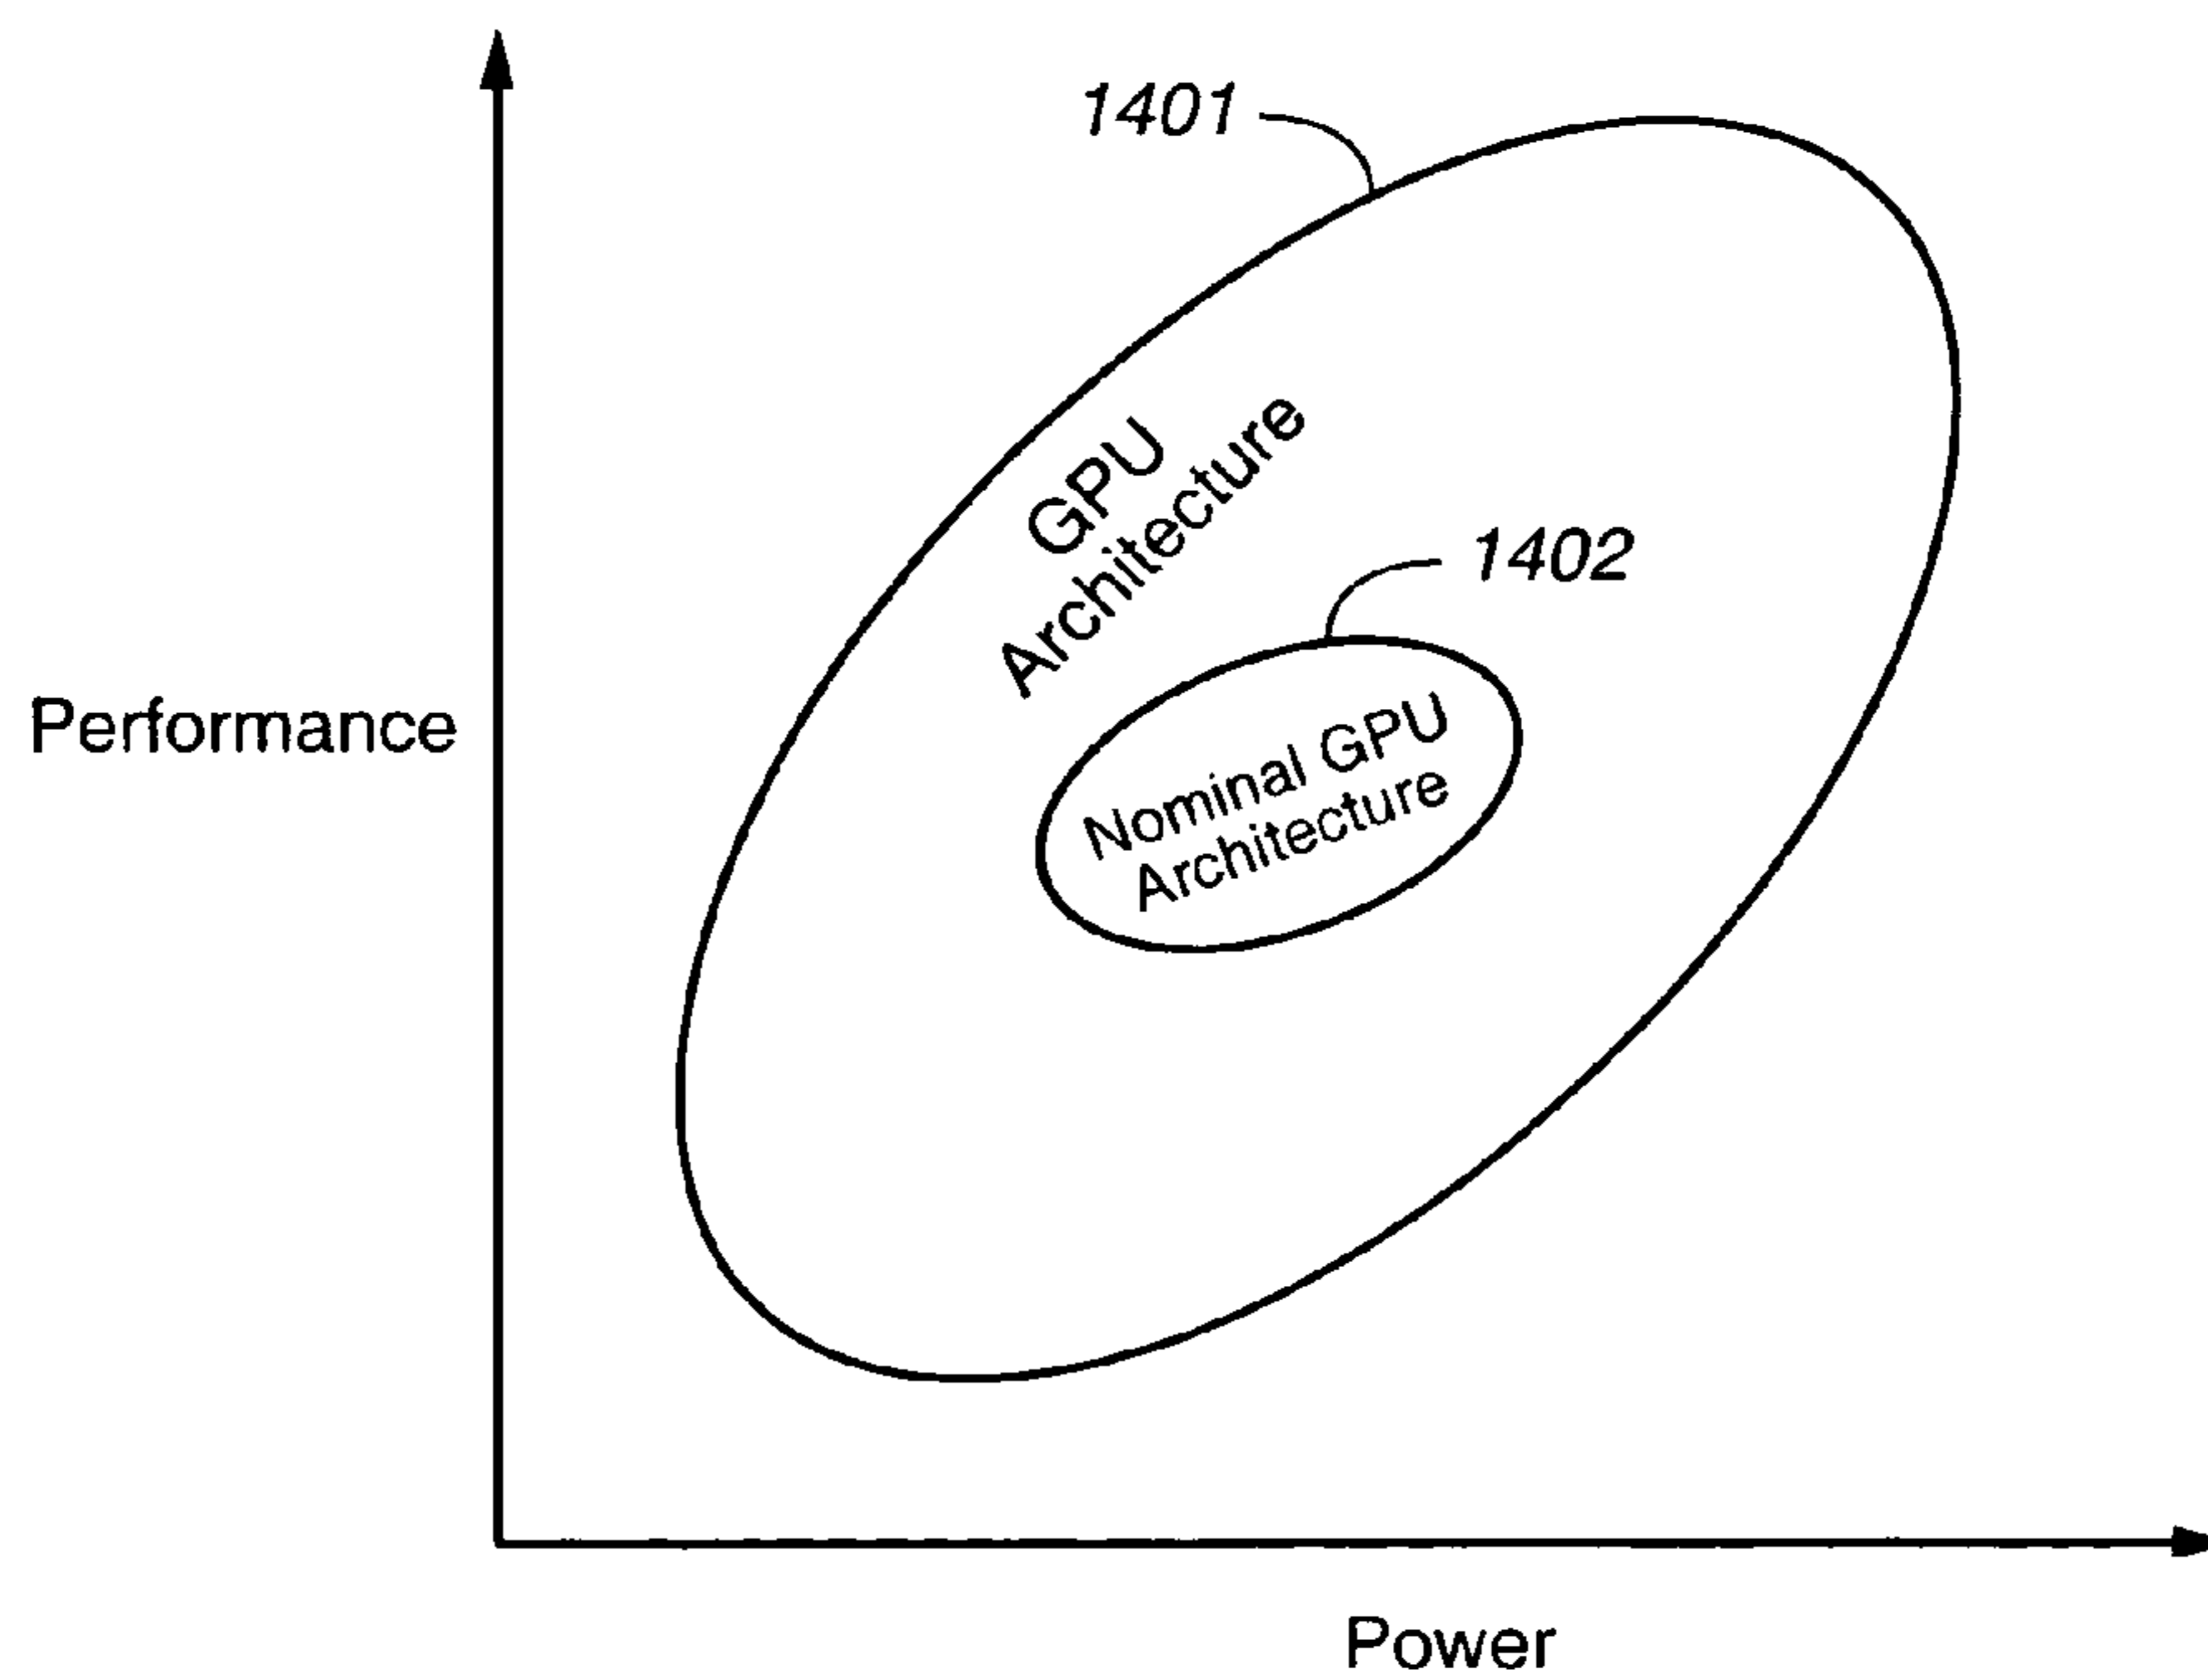 1401
GPU
Architecture
1402
Performance
Nominal GPU
Architecture
Power